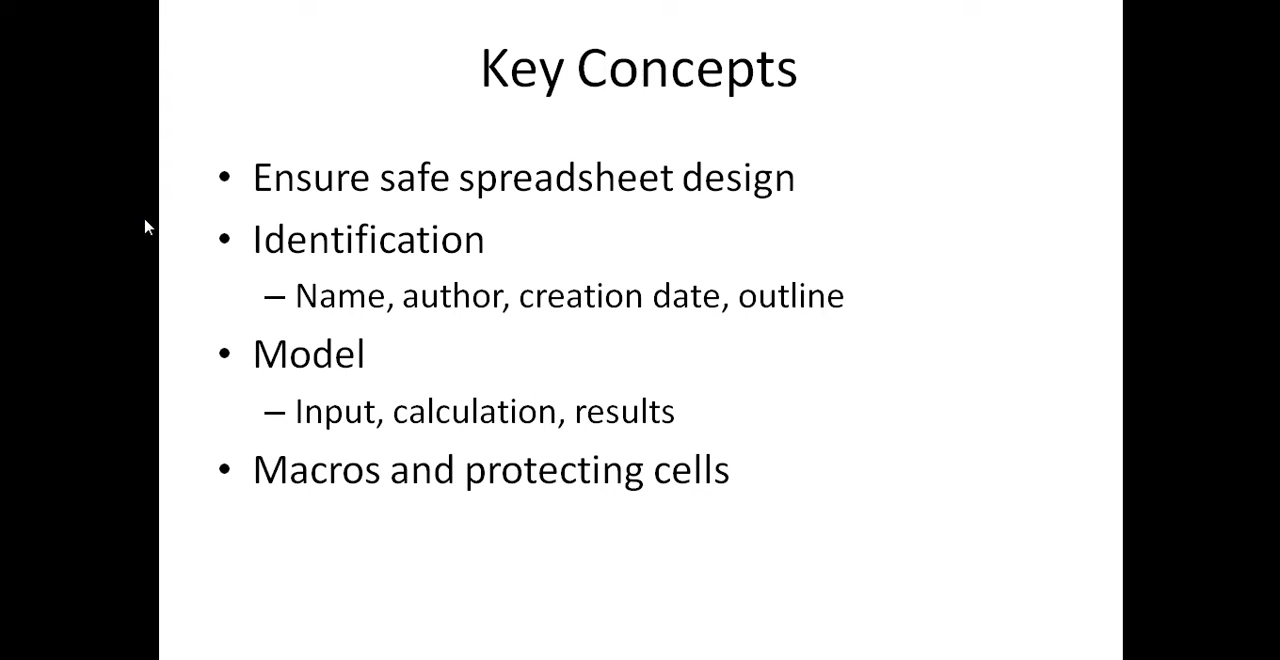 Key Concepts
• Ensure safe spreadsheet design
• Identification
– Name, author, creation date, outline
• Model
– Input, calculation, results
• Macros and protecting cells